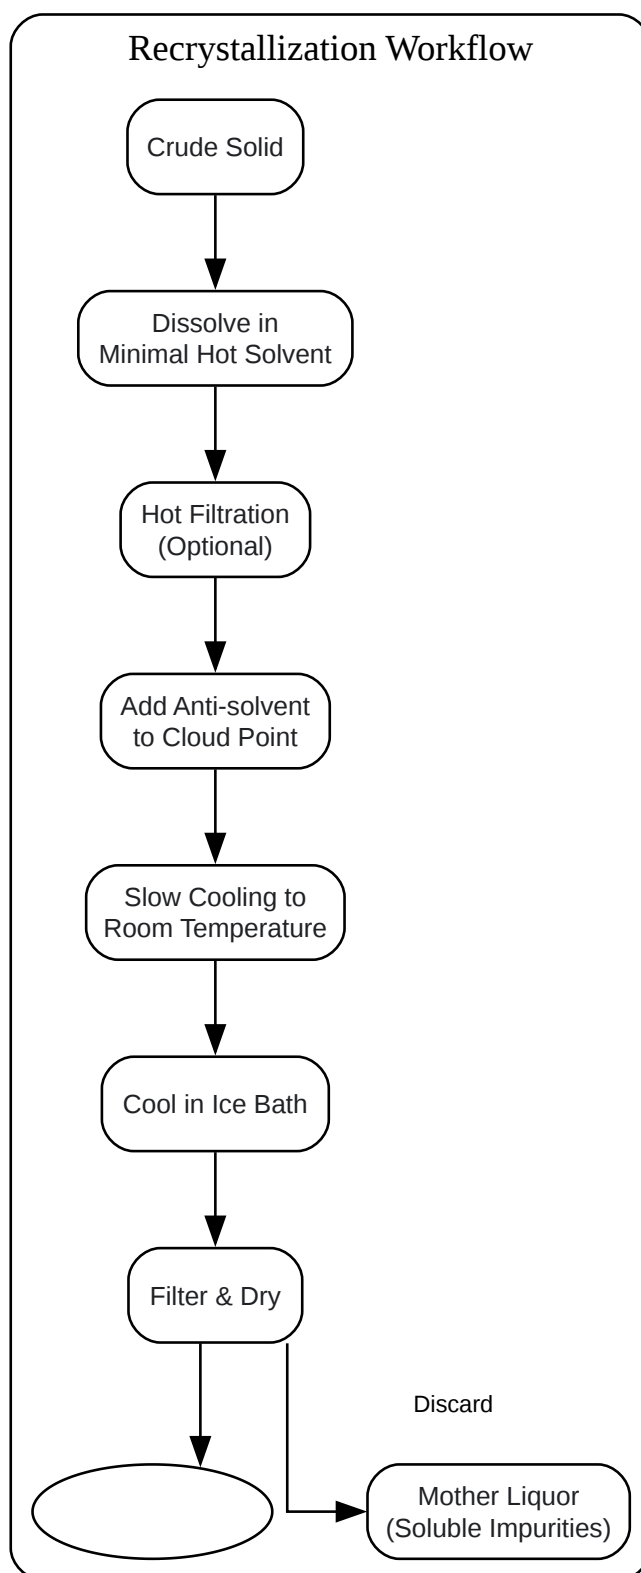 Recrystallization Workflow
Crude Solid
Dissolve in
Minimal Hot Solvent
Hot Filtration
(Optional)
Add Anti-solvent
to Cloud Point
Slow Cooling to
Room Temperature
Cool in Ice Bath
Filter & Dry
Discard
Mother Liquor
(Soluble Impurities)